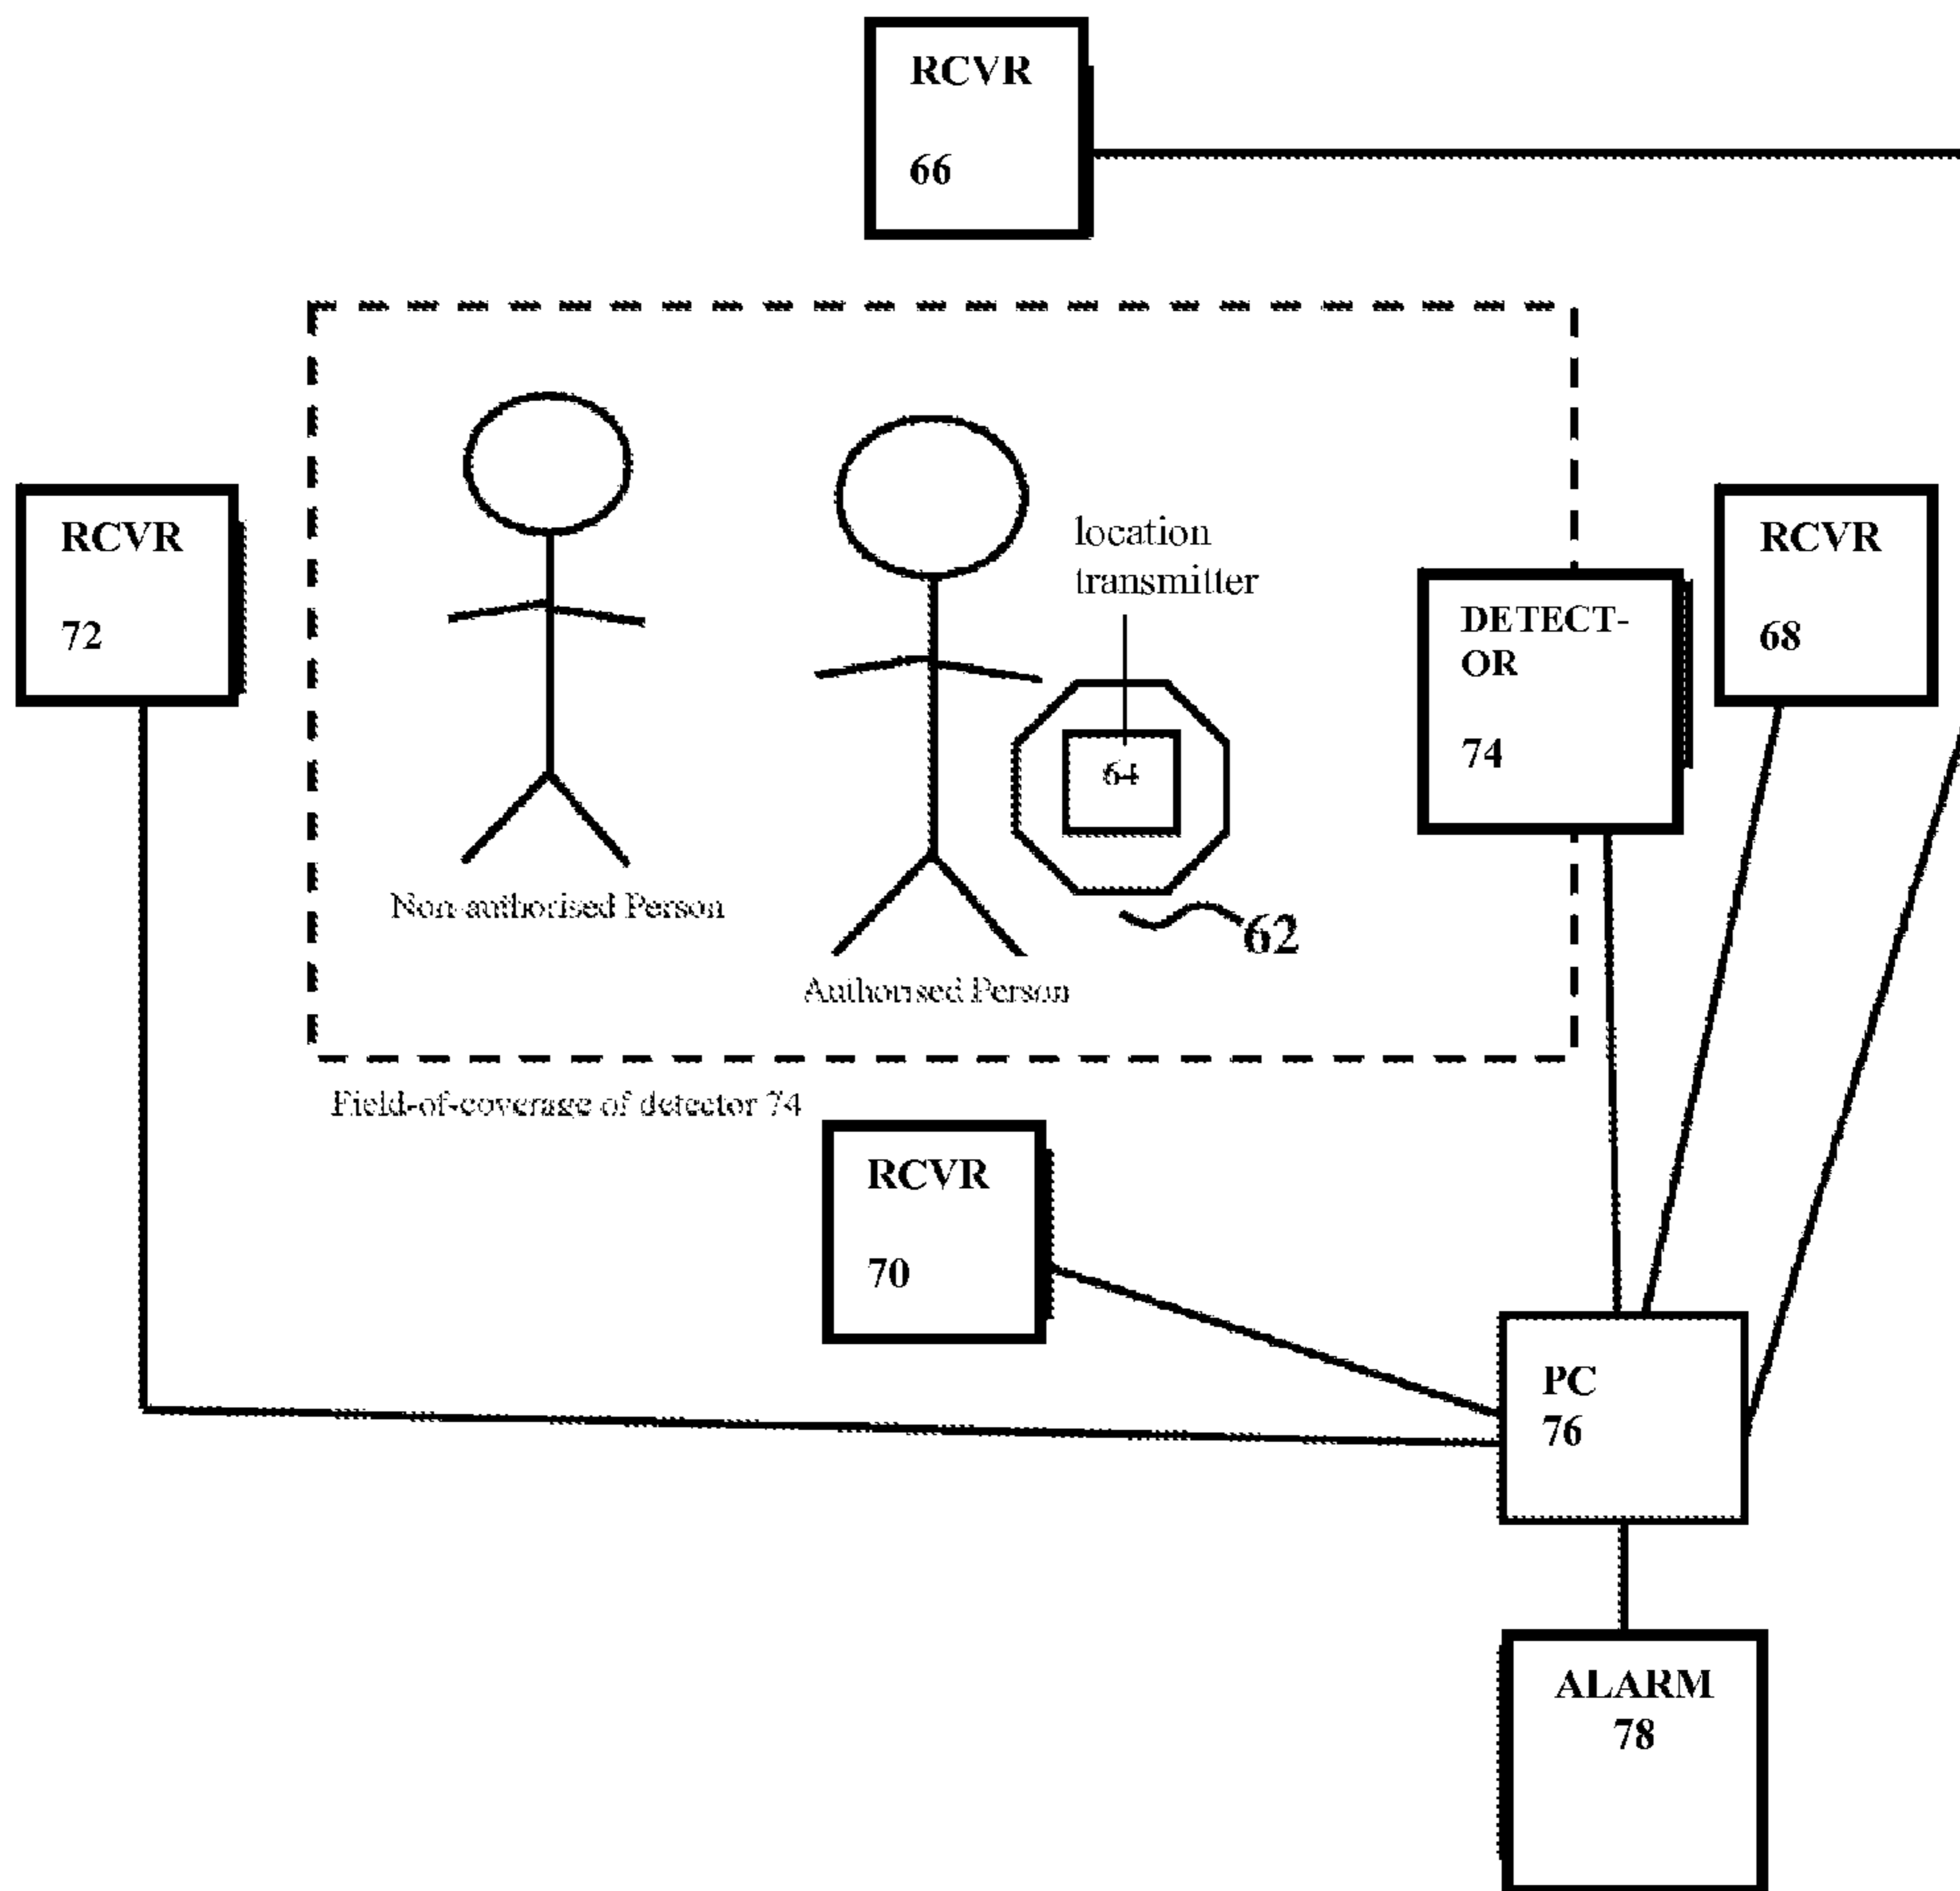 RCVR
66
RCVR
72
location
transmitter
64
DETECT-
OR
74
RCVR
68
Non-authorised Person
62
Authorised Person
Field-of-coverage of detector 74
RCVR
70
PC
76
ALARM
78